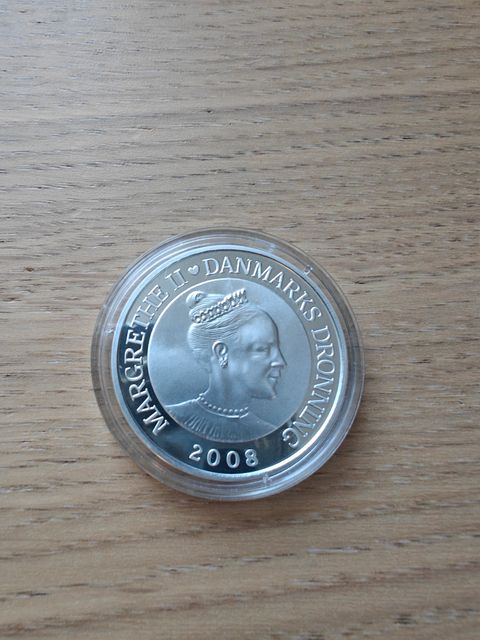 MARGRETHE II ♥ DANMARKS DRONNING
2008